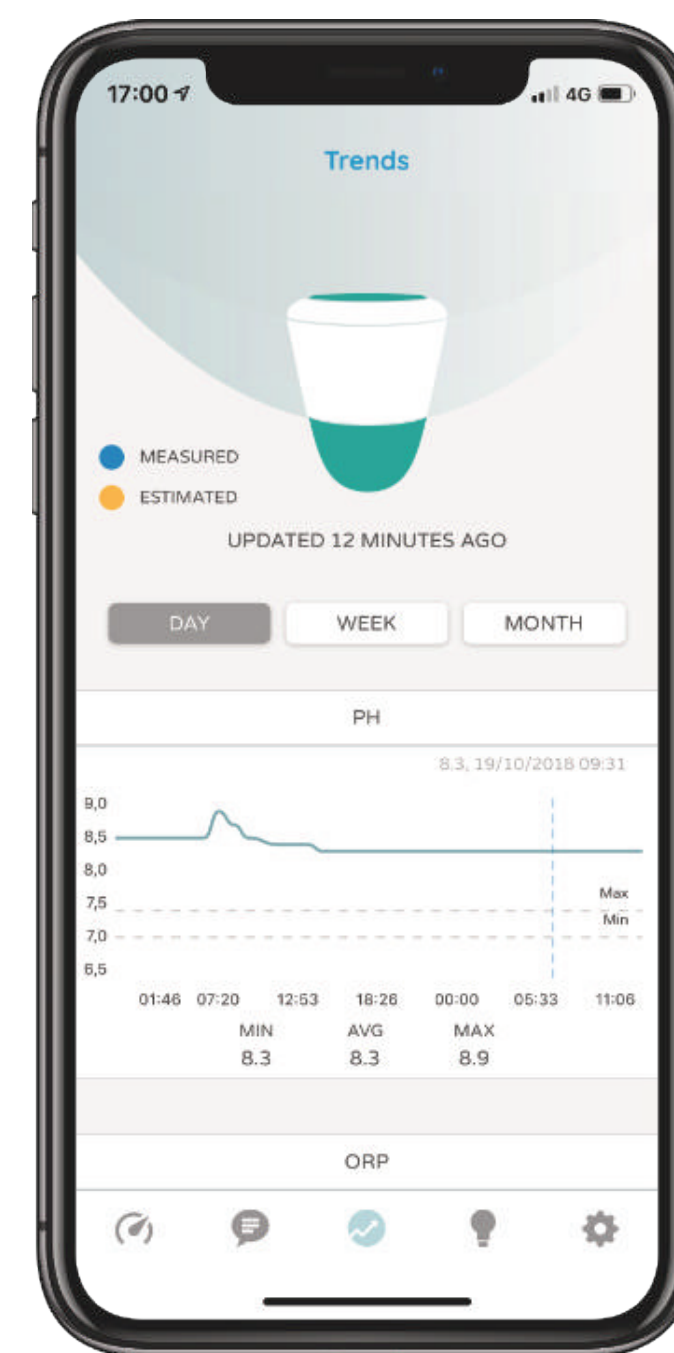 17:00 4G
Trends
MEASURED
ESTIMATED
UPDATED 12 MINUTES AGO
DAY WEEK MONTH
PH
8.3, 19/10/2018 09:31
9,0
8,5
8,0
7,5 Max
Min
7,0
6,5
01:46 07:20 12:53 18:26 00:00 05:33 11:06
MIN AVG MAX
8.3 8.3 8.9
ORP